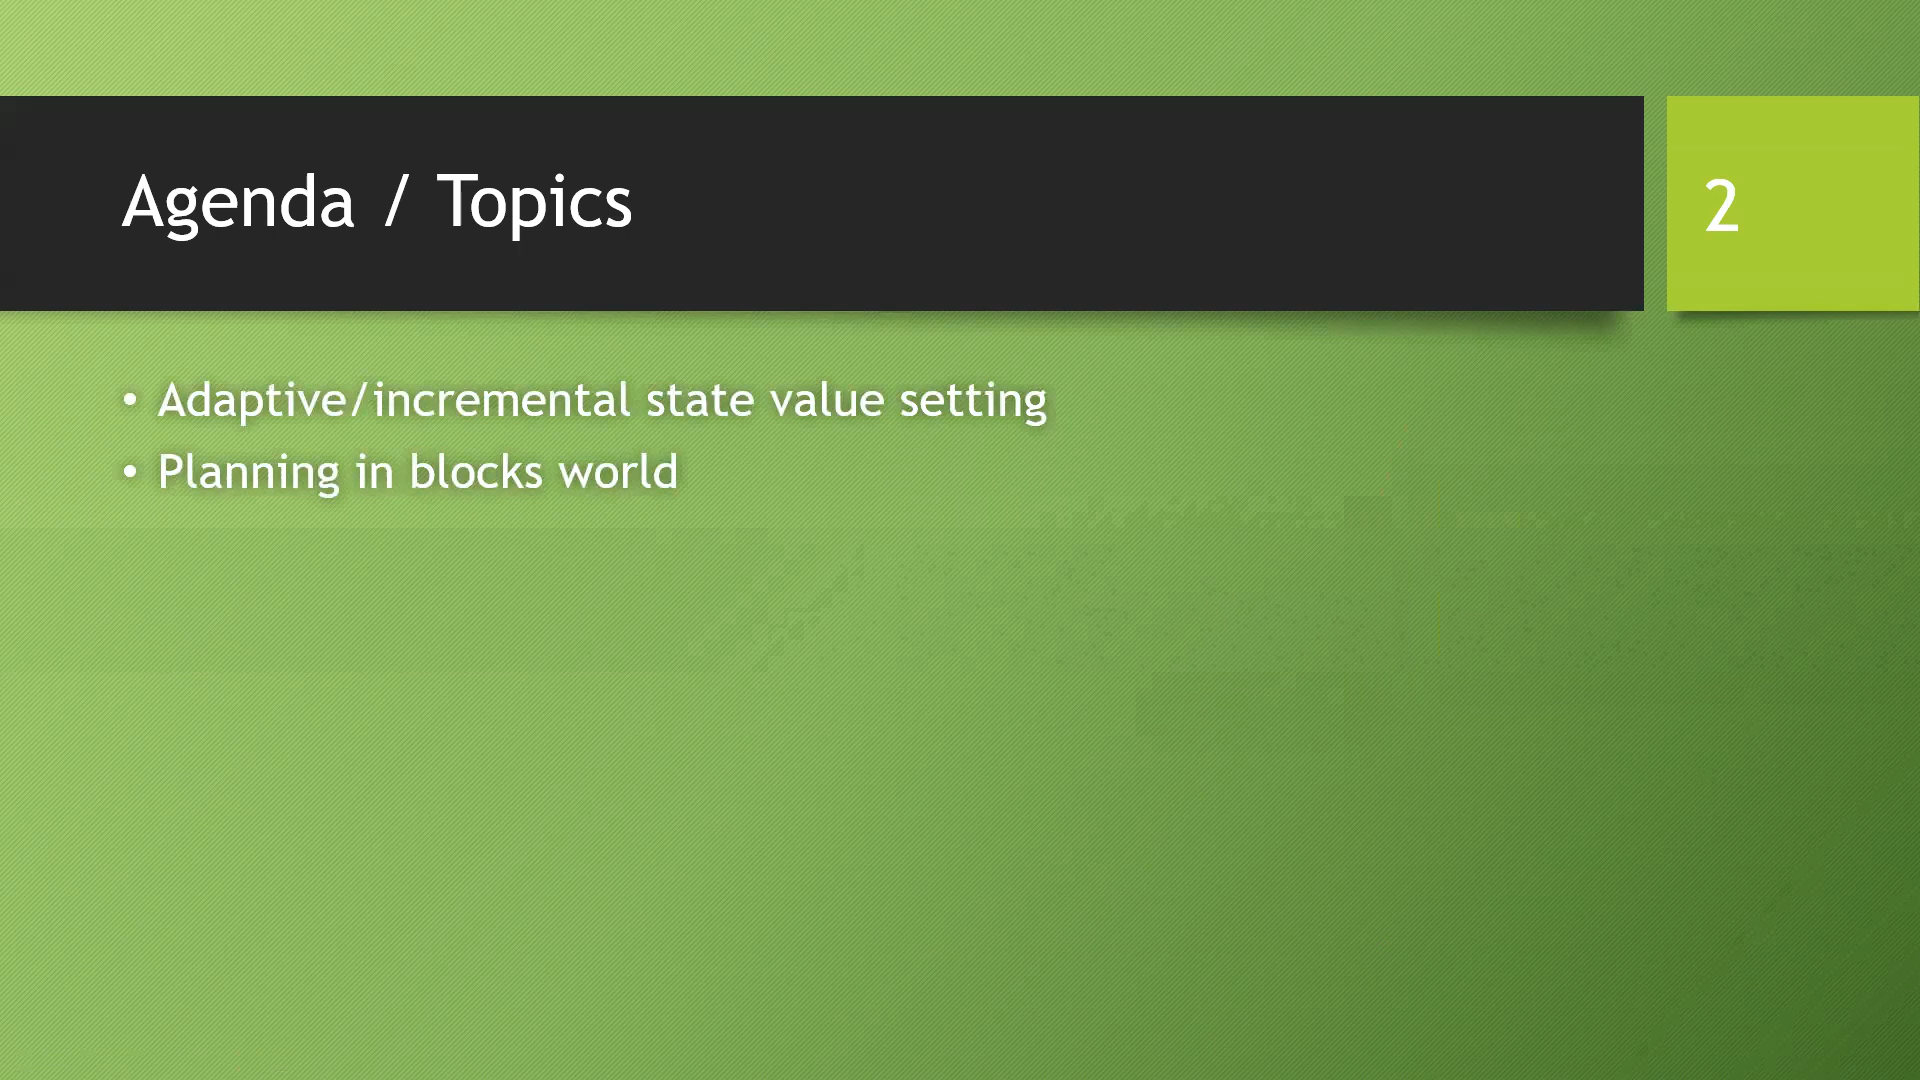 Agenda / Topics
2
• Adaptive/incremental state value setting
• Planning in blocks world